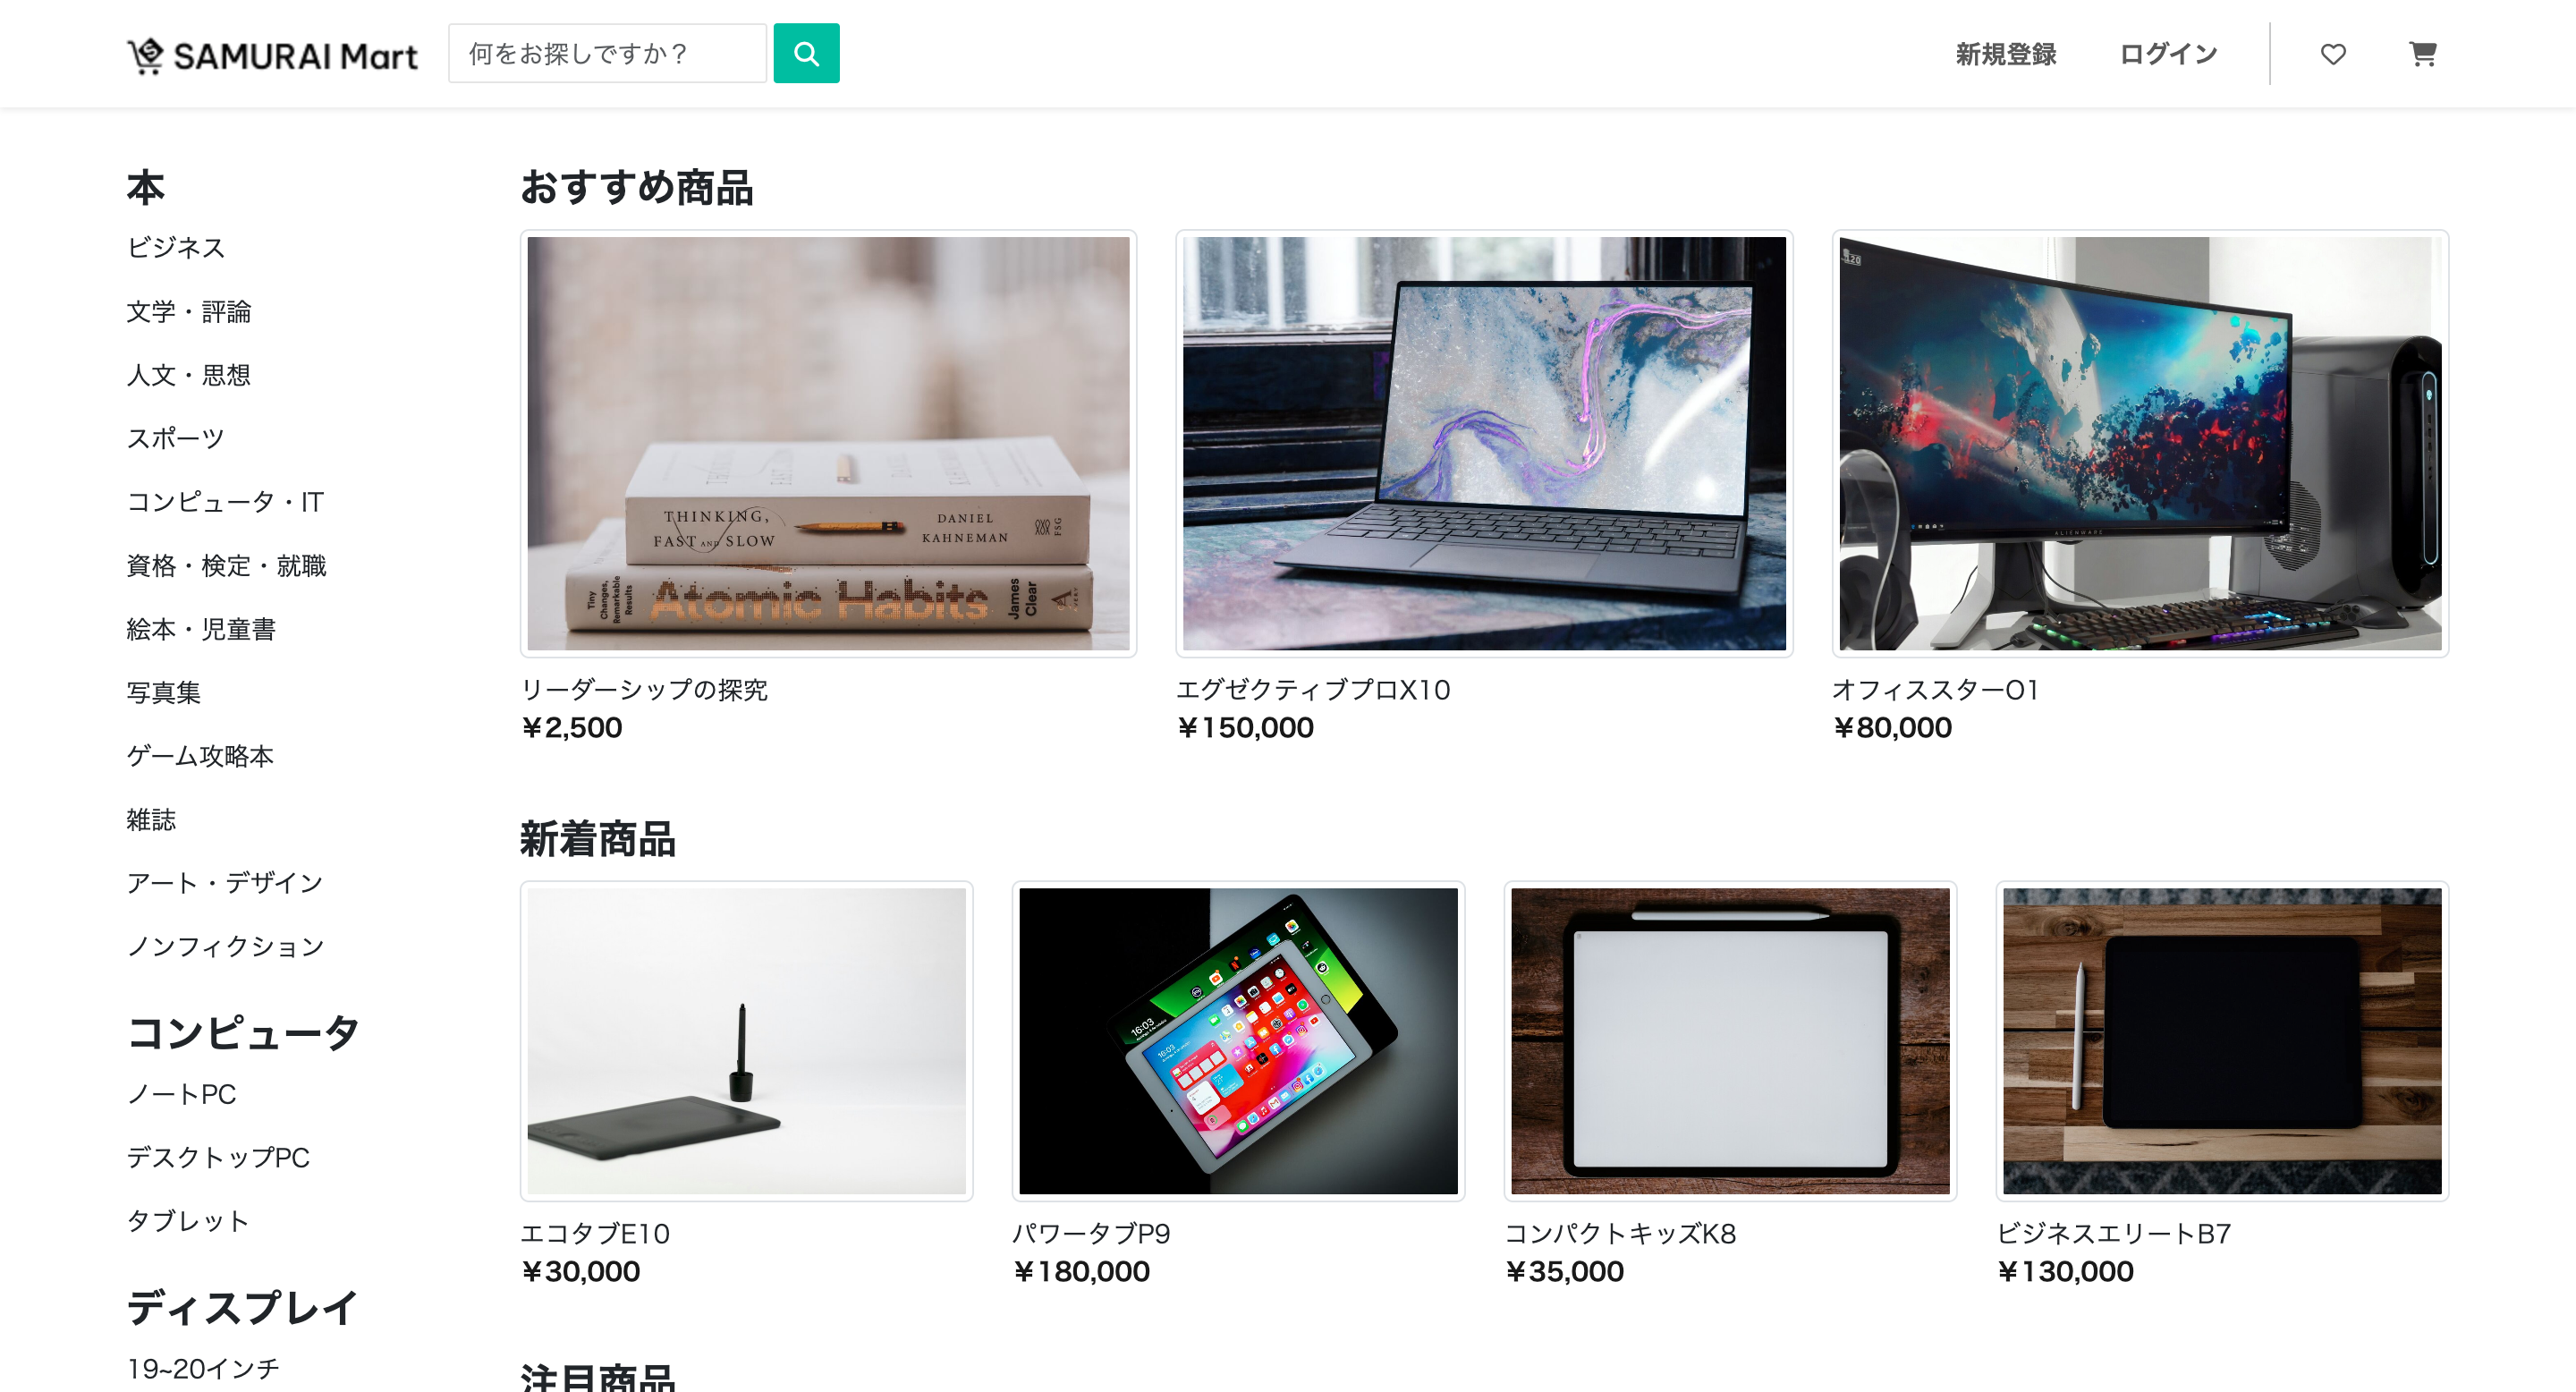 SAMURAI Mart
何をお探しですか？
新規登録
ログイン
本
ビジネス
文学・評論
人文・思想
スポーツ
コンピュータ・IT
資格・検定・就職
絵本・児童書
写真集
ゲーム攻略本
雑誌
アート・デザイン
ノンフィクション
コンピュータ
ノートPC
デスクトップPC
タブレット
ディスプレイ
19~20インチ
おすすめ商品
THINKING,
FAST AND SLOW
DANIEL
KAHNEMAN
FSG
Tiny
Changes,
Remarkable
Results
Atomic Habits
James
Clear
AVERY
120
ALIENWARE
リーダーシップの探究
￥2,500
エグゼクティブプロX10
￥150,000
オフィススターO1
￥80,000
新着商品
16:03
16:03
エコタブE10
￥30,000
パワータブP9
￥180,000
コンパクトキッズK8
￥35,000
ビジネスエリートB7
￥130,000
注目商品